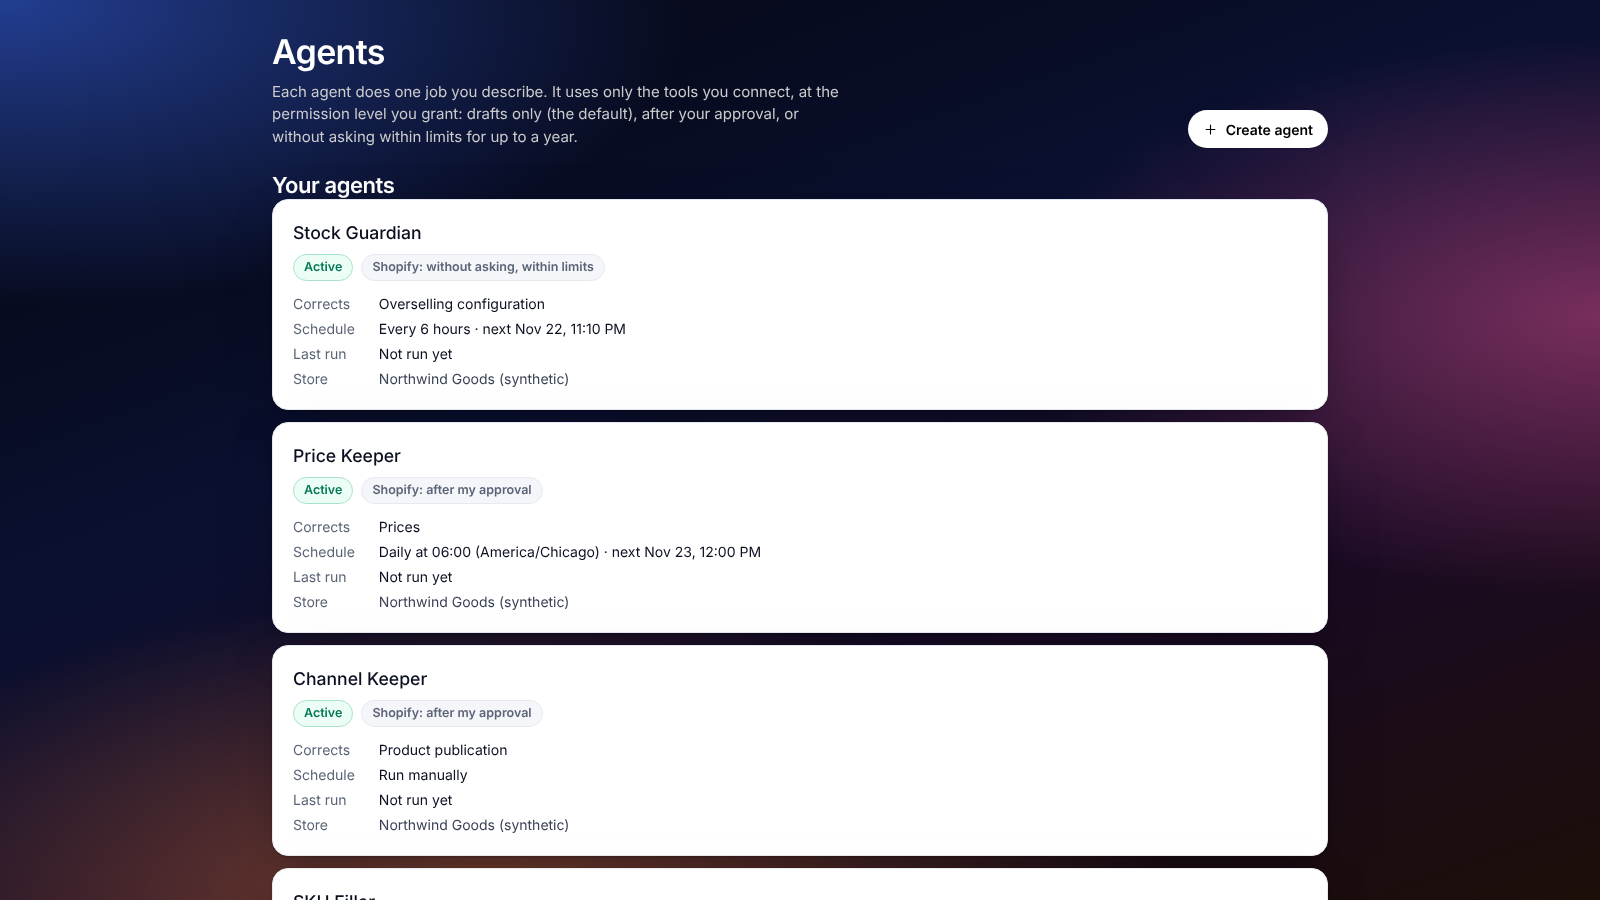 Agents
Each agent does one job you describe. It uses only the tools you connect, at the
permission level you grant: drafts only (the default), after your approval, or
without asking within limits for up to a year.
Create agent
Your agents
Stock Guardian
Active
Shopify: without asking, within limits
Corrects Overselling configuration
Schedule Every 6 hours · next Nov 22, 11:10 PM
Last run Not run yet
Store Northwind Goods (synthetic)
Price Keeper
Active
Shopify: after my approval
Corrects Prices
Schedule Daily at 06:00 (America/Chicago) · next Nov 23, 12:00 PM
Last run Not run yet
Store Northwind Goods (synthetic)
Channel Keeper
Active
Shopify: after my approval
Corrects Product publication
Schedule Run manually
Last run Not run yet
Store Northwind Goods (synthetic)
SKU Filler